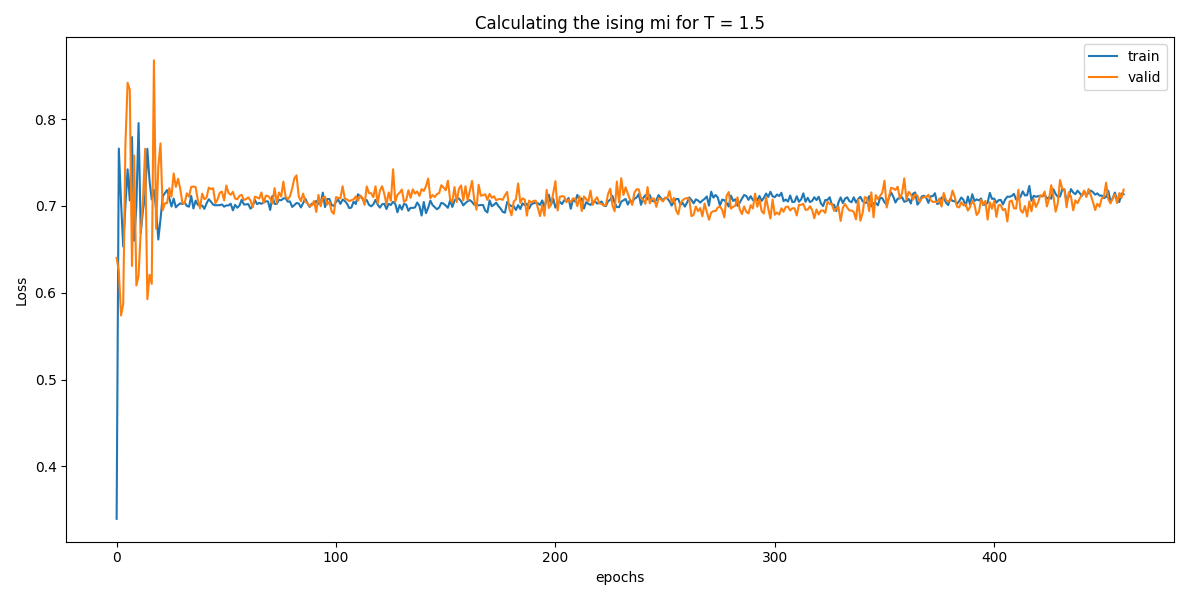 Calculating the ising mi for T = 1.5
train
valid
Loss
0.8
0.7
0.6
0.5
0.4
0
100
200
300
400
epochs